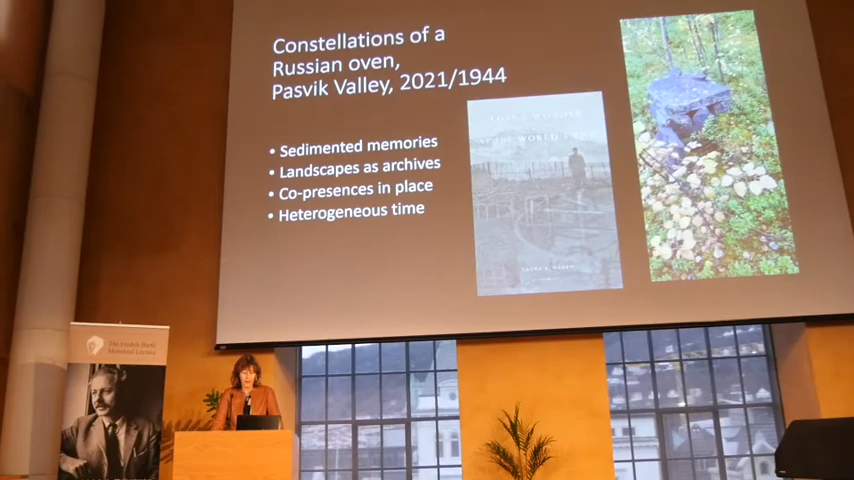 Constellations of a
Russian oven,
Pasvik Valley, 2021/1944
• Sedimented memories
• Landscapes as archives
• Co-presences in place
• Heterogeneous time
The Fredrik Barth
Memorial Lecture
WORLD